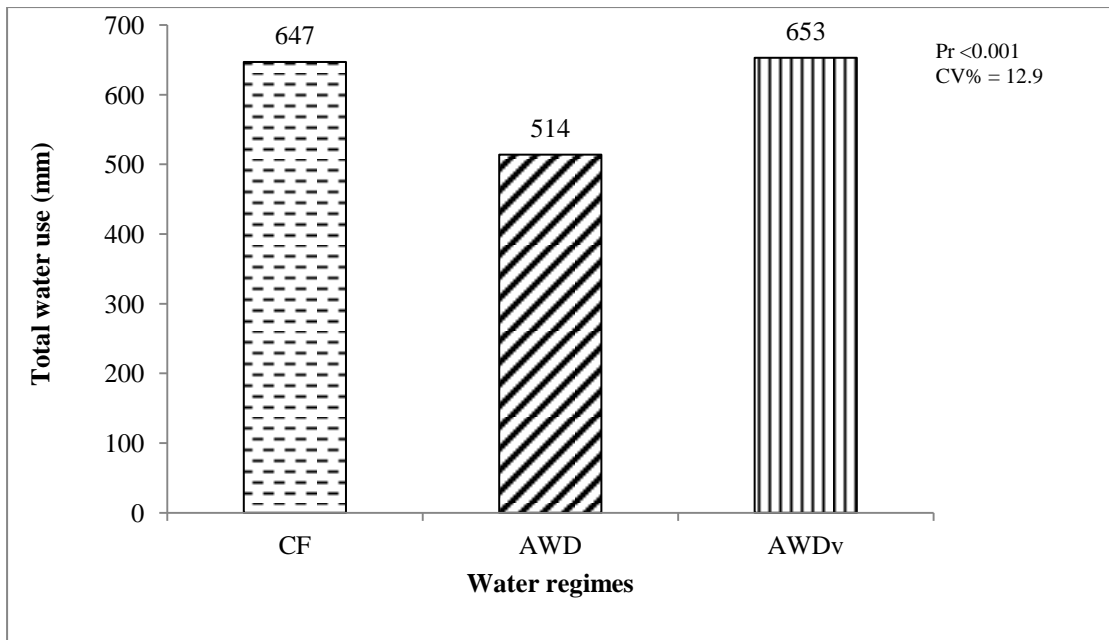 700
647
653
Pr <0.001
CV% = 12.9
600
514
500
400
300
200
100
0
Total water use (mm)
CF
AWD
AWDv
Water regimes